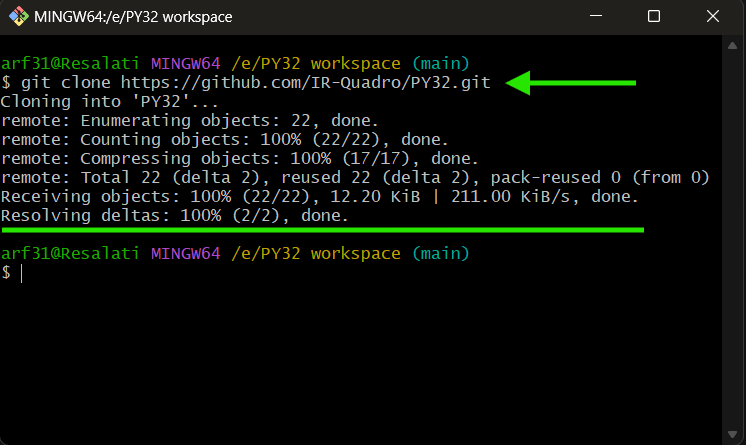 MINGW64:/e/PY32 workspace
arf31@Resalati MINGW64 /e/PY32 workspace (main)
$ git clone https://github.com/IR-Quadro/PY32.git
Cloning into 'PY32'...
remote: Enumerating objects: 22, done.
remote: Counting objects: 100% (22/22), done.
remote: Compressing objects: 100% (17/17), done.
remote: Total 22 (delta 2), reused 22 (delta 2), pack-reused 0 (from 0)
Receiving objects: 100% (22/22), 12.20 KiB | 211.00 KiB/s, done.
Resolving deltas: 100% (2/2), done.
arf31@Resalati MINGW64 /e/PY32 workspace (main)
$